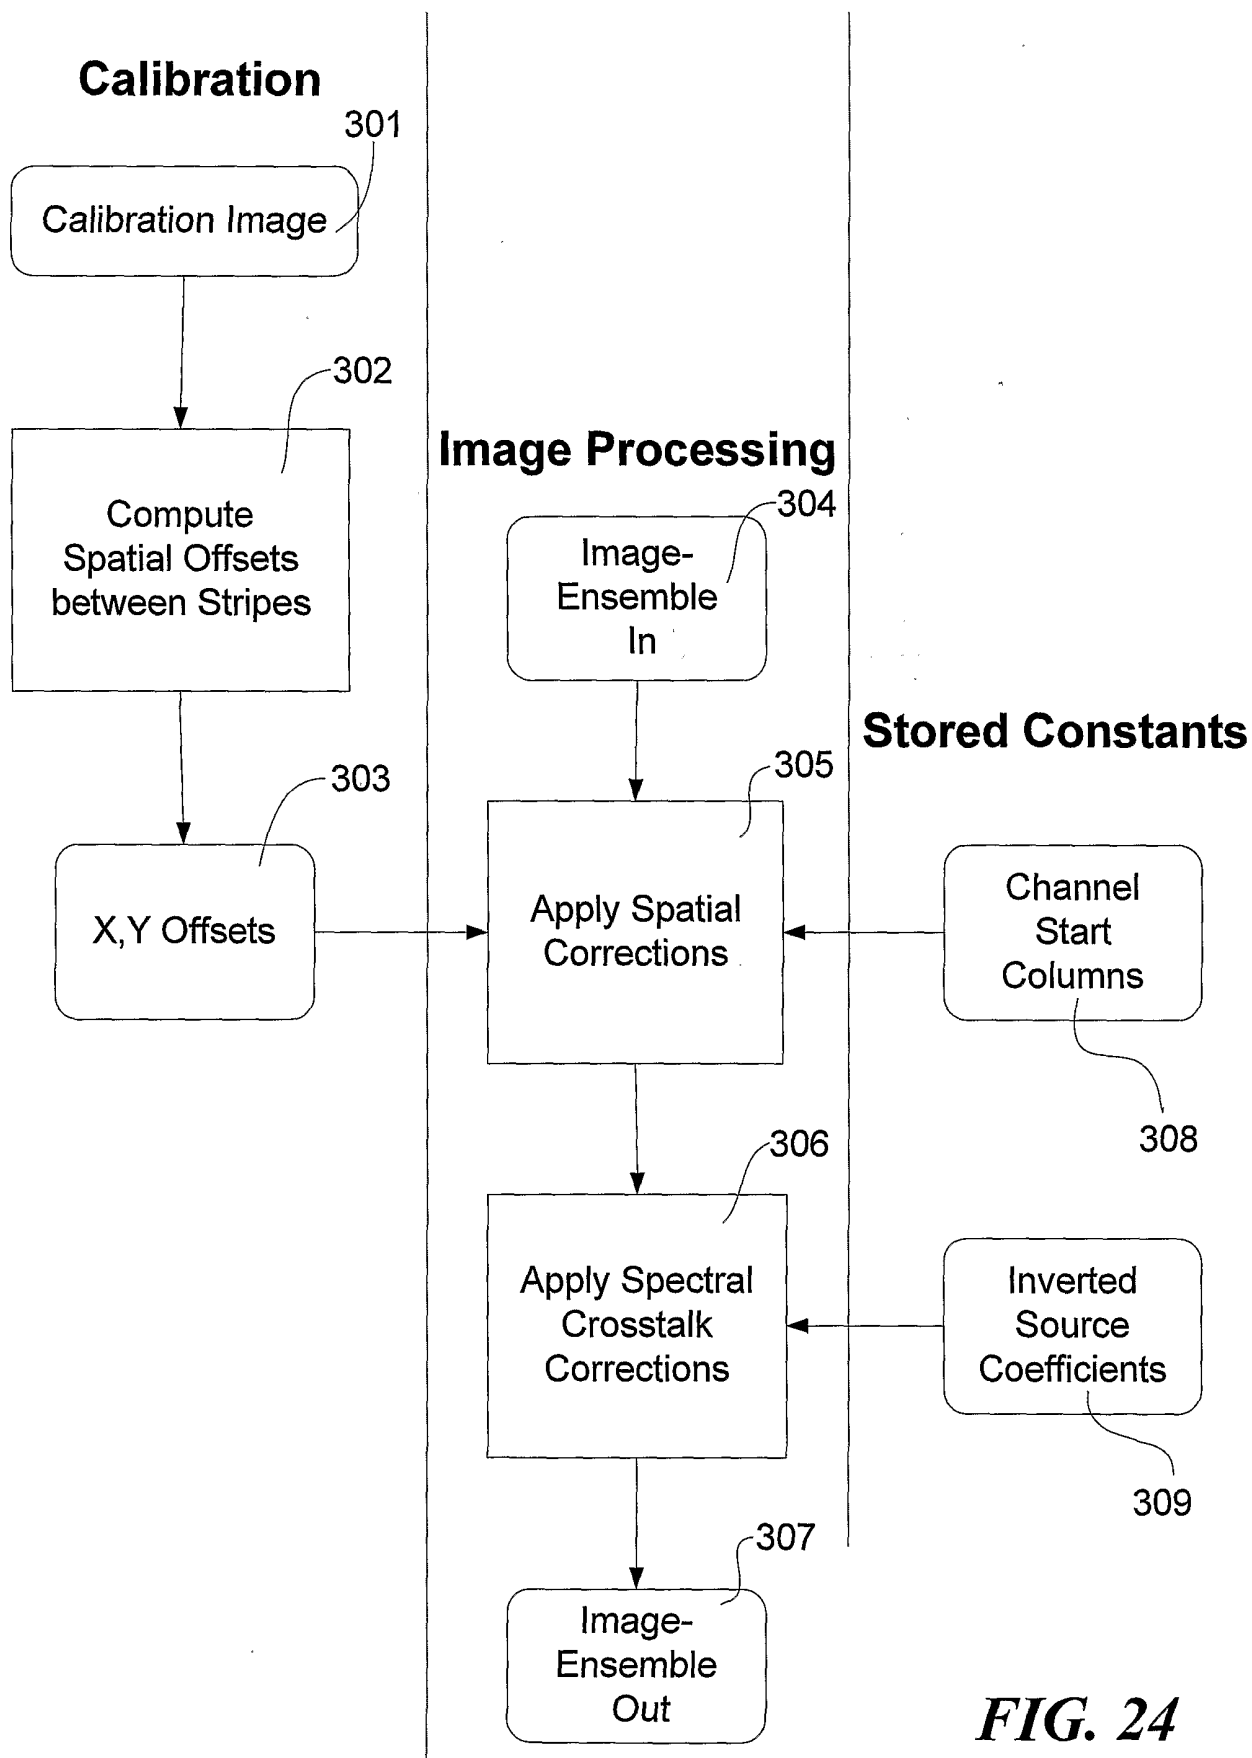 Calibration
301
Calibration Image
302
Compute
Spatial Offsets
between Stripes
303
X,Y Offsets
Image Processing
304
Image-
Ensemble
In
305
Apply Spatial
Corrections
306
Apply Spectral
Crosstalk
Corrections
307
Image-
Ensemble
Out
Stored Constants
Channel
Start
Columns
308
Inverted
Source
Coefficients
309
FIG. 24